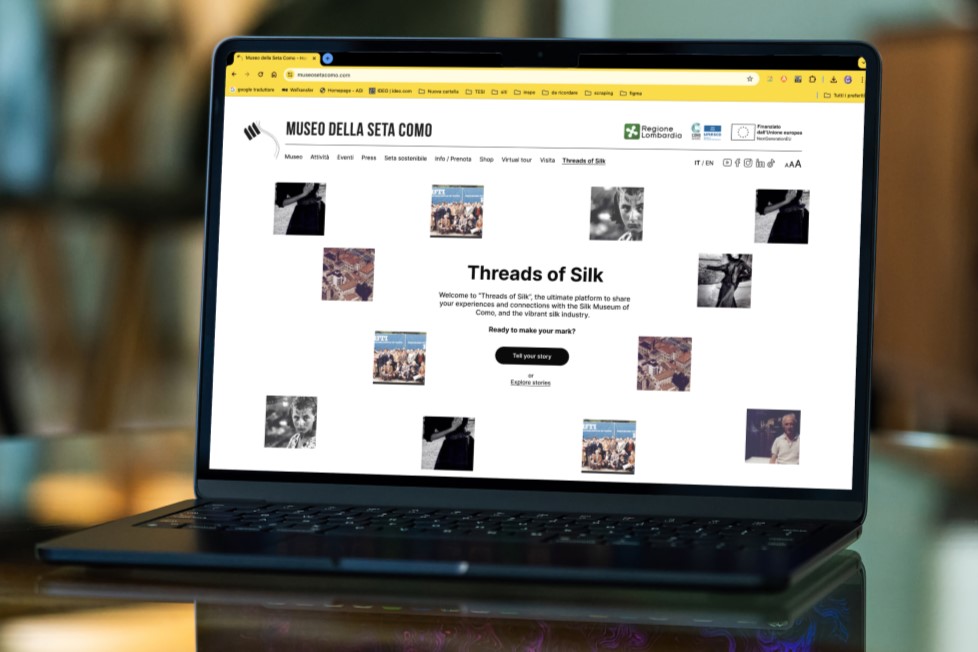 Museo della Seta Como
museosetacomo.com
google traduttore
WeTransfer
Homepage - ASI
IDEO | ideo.com
Nuova cartella
TESI
siti
inspo
da ricordare
scraping
figma
Tutti i preferiti
MUSEO DELLA SETA COMO
Regione
Lombardia
Finanziato
dall'Unione europea
NextGenerationEU
Museo Attività Eventi Press Seta sostenibile Info / Prenota Shop Virtual tour Visita Threads of Silk
IT / EN
AAA
Threads of Silk
Welcome to "Threads of Silk", the ultimate platform to share
your experiences and connections with the Silk Museum of
Como, and the vibrant silk industry.
Ready to make your mark?
Tell your story
or
Explore stories